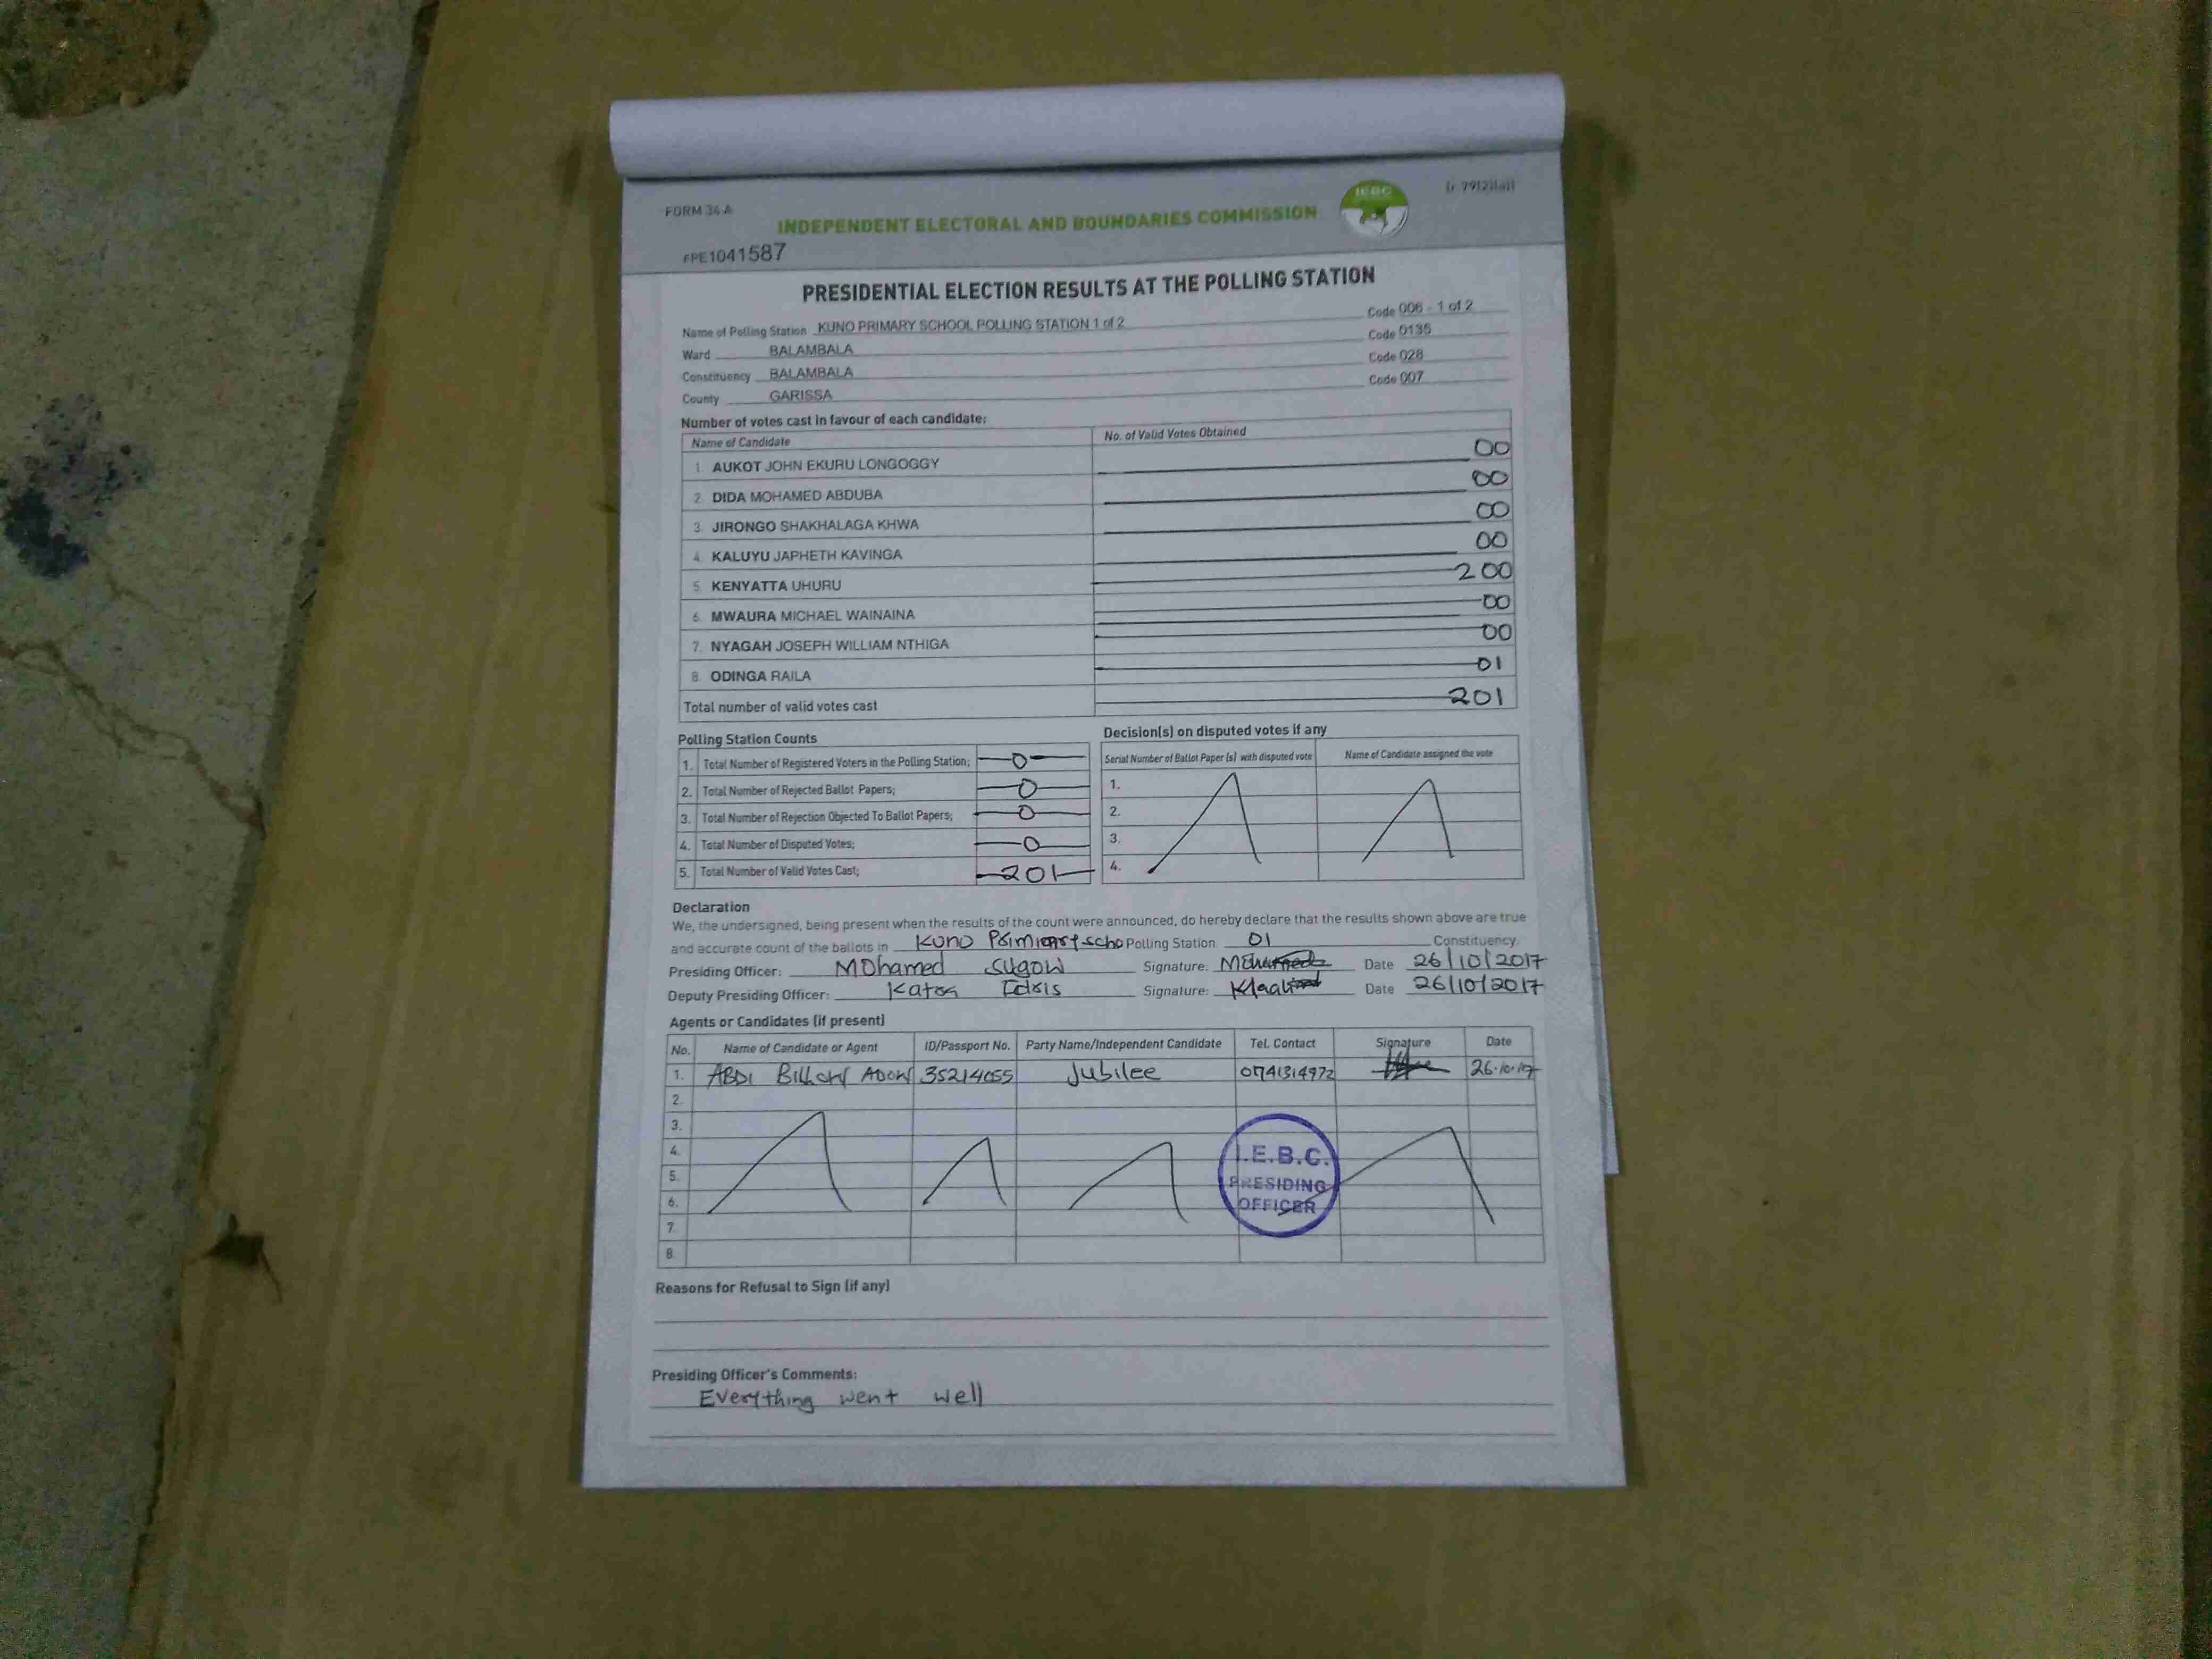 FORM 34 A
INDEPENDENT ELECTORAL AND BOUNDARIES COMMISSION
IEBC
FPE1041587
PRESIDENTIAL ELECTION RESULTS AT THE POLLING STATION
Name of Polling Station KUNO PRIMARY SCHOOL POLLING STATION 1 of 2 Code 006 - 1 of 2
Ward BALAMBALA Code 0135
Constituency BALAMBALA Code 028
County GARISSA Code 007
Number of votes cast in favour of each candidate:
Name of Candidate No. of Valid Votes Obtained
1. AUKOT JOHN EKURU LONGOGGY 00
2. DIDA MOHAMED ABDUBA 00
3. JIRONGO SHAKHALAGA KHWA 00
4. KALUYU JAPHETH KAVINGA 00
5. KENYATTA UHURU 200
6. MWAURA MICHAEL WAINAINA 00
7. NYAGAH JOSEPH WILLIAM NTHIGA 00
8. ODINGA RAILA 01
Total number of valid votes cast 201
Polling Station Counts
1. Total Number of Registered Voters in the Polling Station; 0
2. Total Number of Rejected Ballot Papers; 0
3. Total Number of Rejection Objected To Ballot Papers; 0
4. Total Number of Disputed Votes; 0
5. Total Number of Valid Votes Cast; 201
Decision(s) on disputed votes if any
Serial Number of Ballot Paper (s) with disputed vote Name of Candidate assigned the vote
1.
2.
3.
4.
Declaration
We, the undersigned, being present when the results of the count were announced, do hereby declare that the results shown above are true
and accurate count of the ballots in Kuno Primary scho Polling Station 01 Constituency.
Presiding Officer: Mohamed Sugow Signature: Date 26/10/2017
Deputy Presiding Officer: Idris Signature: Date 26/10/2017
Agents or Candidates (if present)
No. Name of Candidate or Agent ID/Passport No. Party Name/Independent Candidate Tel. Contact Signature Date
1. ABDI Billow ADOW 35214055 Jubilee 0741314972 26.10.17
2.
3.
4.
5.
6.
7.
8.
I.E.B.C.
PRESIDING
OFFICER
Reasons for Refusal to Sign (if any)
Presiding Officer's Comments:
Everything went well